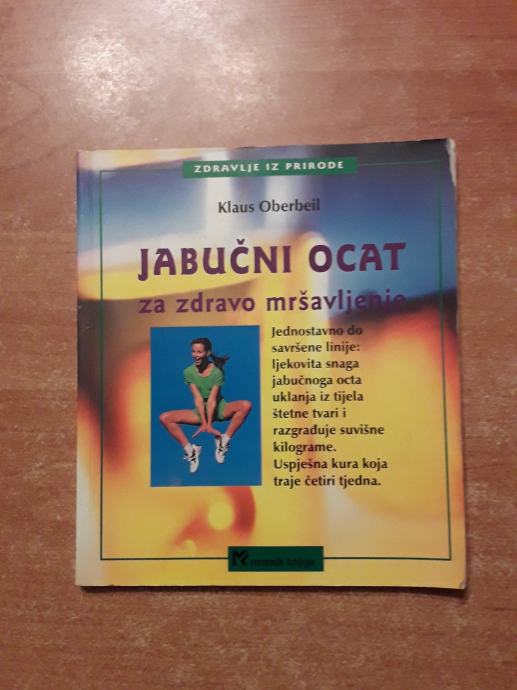 ZDRAVLJE IZ PRIRODE
Klaus Oberbeil
JABUČNI OCAT
za zdravo mršavljenje
Jednostavno do
savršene linije:
ljekovita snaga
jabučnoga octa
uklanja iz tijela
štetne tvari i
razgrađuje suvišne
kilograme.
Uspješna kura koja
traje četiri tjedna.
mozaik knjiga